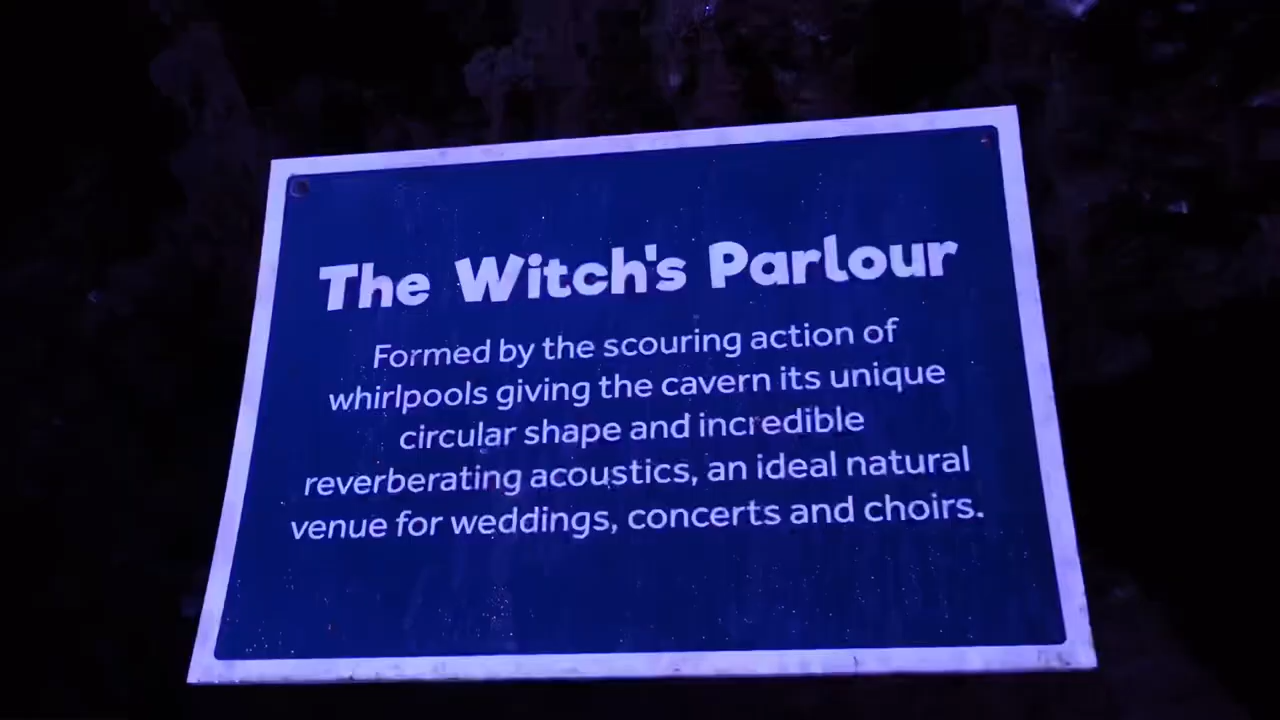 The Witch's Parlour
Formed by the scouring action of
whirlpools giving the cavern its unique
circular shape and incredible
reverberating acoustics, an ideal natural
venue for weddings, concerts and choirs.